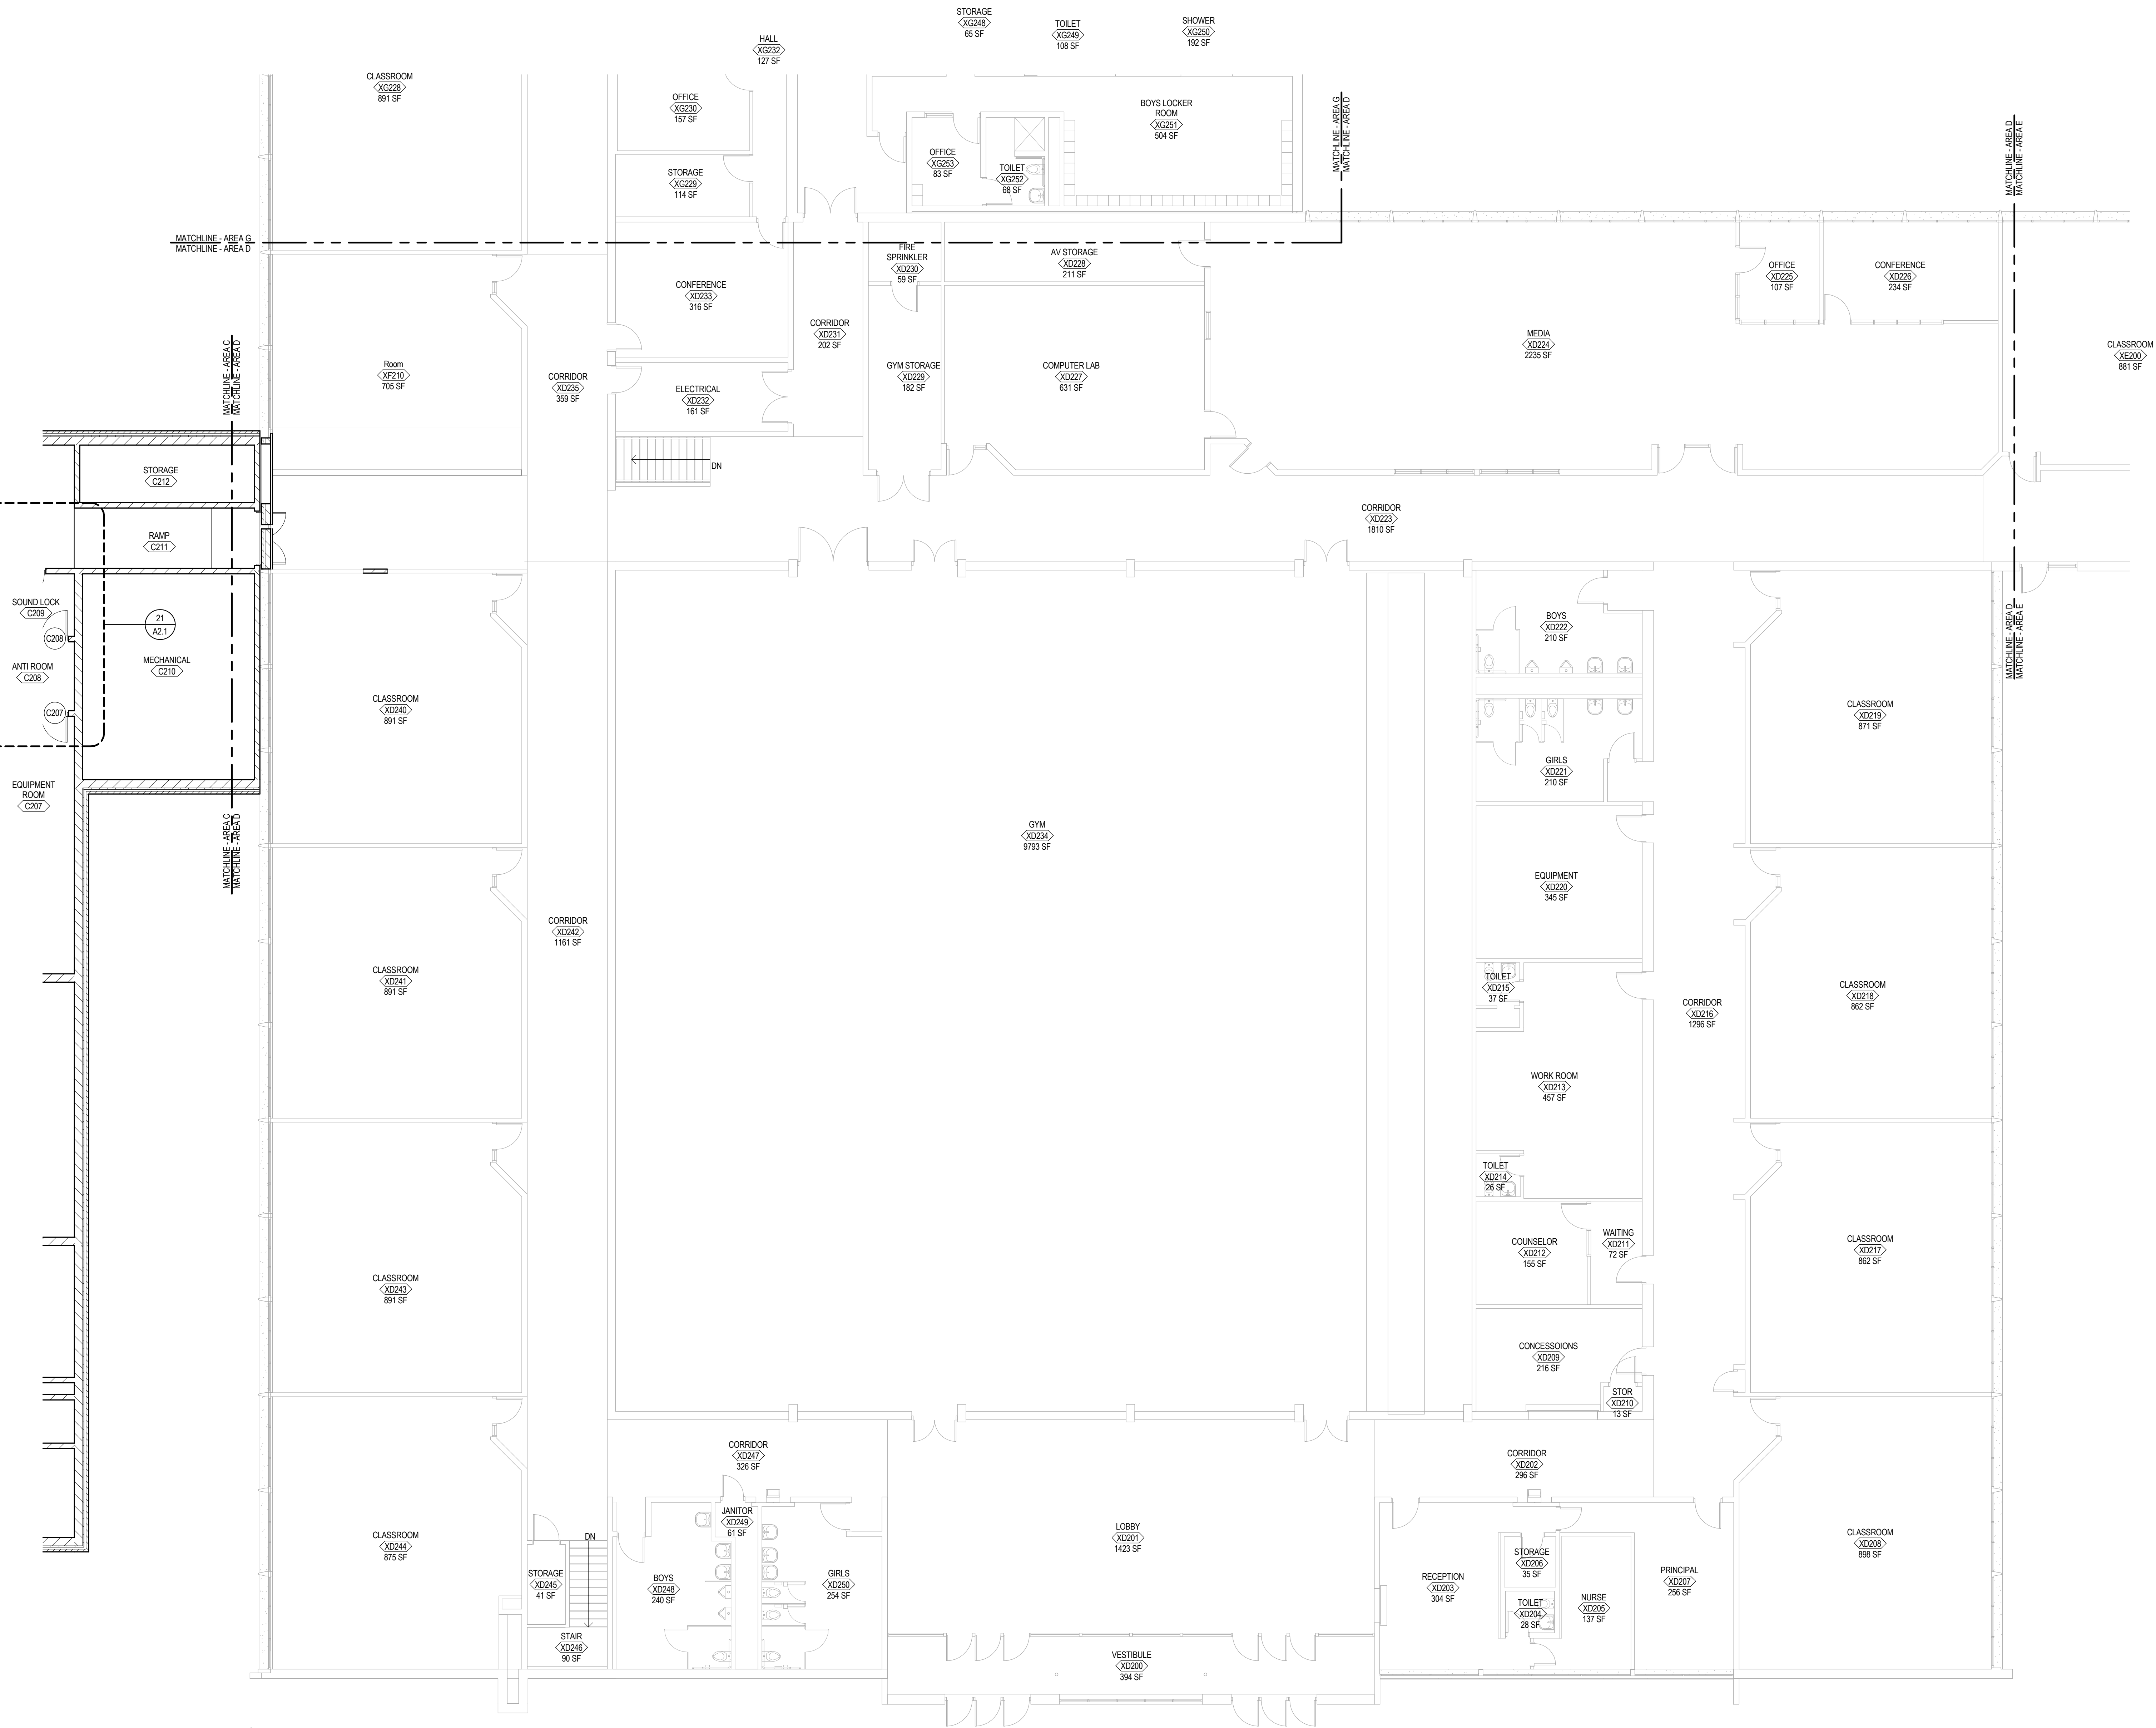 STORAGE
XG248
65 SF
TOILET
XG249
108 SF
SHOWER
XG250
192 SF
HALL
XG232
127 SF
CLASSROOM
XG228
891 SF
OFFICE
XG230
157 SF
BOYS LOCKER
ROOM
XG251
504 SF
MATCHLINE - AREA G
MATCHLINE - AREA D
MATCHLINE - AREA D
MATCHLINE - AREA E
OFFICE
XG253
83 SF
TOILET
XG252
68 SF
STORAGE
XG229
114 SF
MATCHLINE - AREA G
MATCHLINE - AREA D
FIRE
SPRINKLER
XD230
59 SF
AV STORAGE
XD228
211 SF
OFFICE
XD225
107 SF
CONFERENCE
XD226
234 SF
CONFERENCE
XD233
316 SF
CORRIDOR
XD231
202 SF
MEDIA
XD224
2235 SF
CLASSROOM
XE200
881 SF
MATCHLINE - AREA C
MATCHLINE - AREA D
Room
XF210
705 SF
CORRIDOR
XD235
359 SF
ELECTRICAL
XD232
161 SF
GYM STORAGE
XD229
182 SF
COMPUTER LAB
XD227
631 SF
STORAGE
C212
DN
RAMP
C211
CORRIDOR
XD223
1810 SF
SOUND LOCK
C209
21
A2.1
C208
BOYS
XD222
210 SF
MATCHLINE - AREA D
MATCHLINE - AREA E
ANTI ROOM
C208
MECHANICAL
C210
C207
CLASSROOM
XD240
891 SF
CLASSROOM
XD219
871 SF
GIRLS
XD221
210 SF
EQUIPMENT
ROOM
C207
MATCHLINE - AREA C
MATCHLINE - AREA D
GYM
XD234
9793 SF
EQUIPMENT
XD220
345 SF
CORRIDOR
XD242
1161 SF
CLASSROOM
XD241
891 SF
TOILET
XD215
37 SF
CORRIDOR
XD216
1296 SF
CLASSROOM
XD218
862 SF
WORK ROOM
XD213
457 SF
TOILET
XD214
26 SF
COUNSELOR
XD212
155 SF
WAITING
XD211
72 SF
CLASSROOM
XD217
862 SF
CLASSROOM
XD243
891 SF
CONCESSOIONS
XD209
216 SF
STOR
XD210
13 SF
CORRIDOR
XD247
326 SF
CORRIDOR
XD202
296 SF
CLASSROOM
XD244
875 SF
DN
JANITOR
XD249
61 SF
LOBBY
XD201
1423 SF
CLASSROOM
XD208
898 SF
STORAGE
XD245
41 SF
BOYS
XD248
240 SF
GIRLS
XD250
254 SF
RECEPTION
XD203
304 SF
STORAGE
XD206
35 SF
TOILET
XD204
28 SF
NURSE
XD205
137 SF
PRINCIPAL
XD207
256 SF
STAIR
XD246
90 SF
VESTIBULE
XD200
394 SF